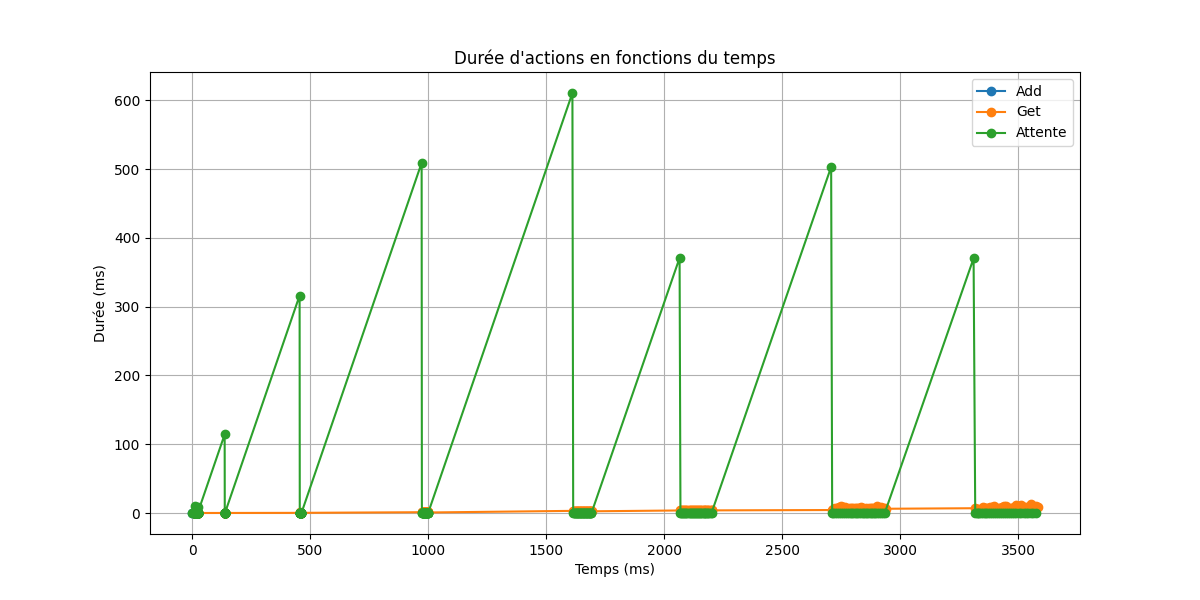 Durée d'actions en fonctions du temps
Add
Get
Attente
Durée (ms)
600
500
400
300
200
100
0
0 500 1000 1500 2000 2500 3000 3500
Temps (ms)